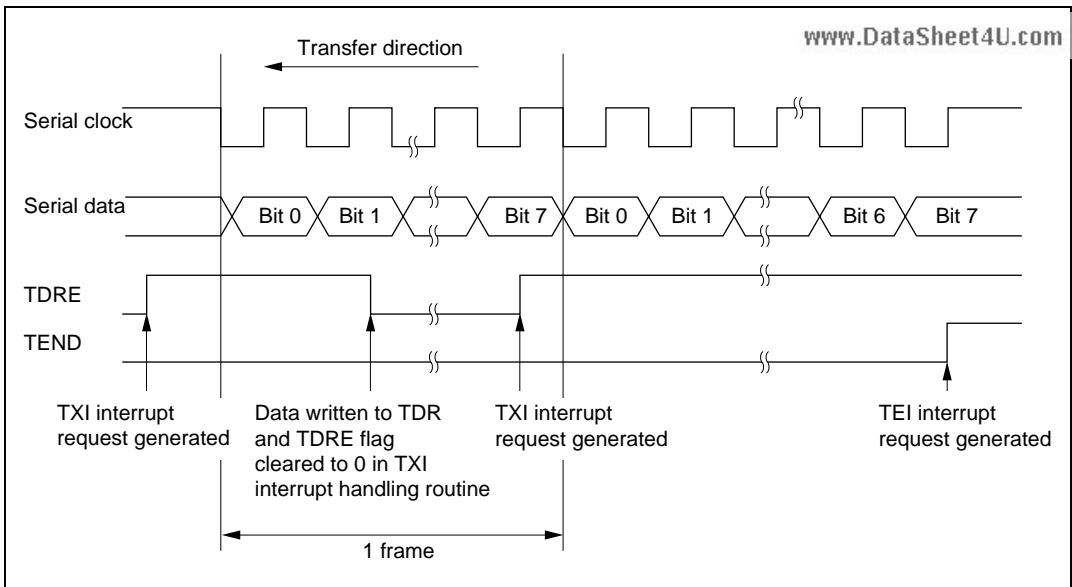 www.DataSheet4U.com
Transfer direction
Serial clock
Serial data
Bit 0
Bit 1
Bit 7
Bit 0
Bit 1
Bit 6
Bit 7
TDRE
TEND
TXI interrupt
request generated
Data written to TDR
and TDRE flag
cleared to 0 in TXI
interrupt handling routine
TXI interrupt
request generated
TEI interrupt
request generated
1 frame